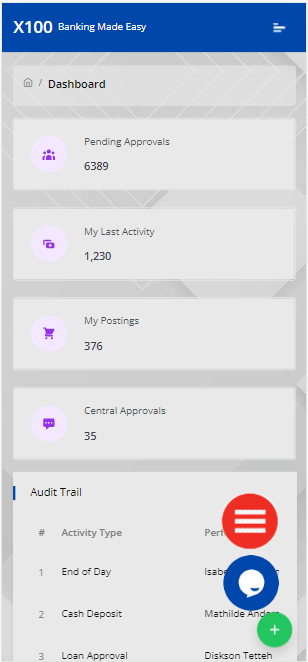 X100 Banking Made Easy
/ Dashboard
Pending Approvals
6389
My Last Activity
1,230
My Postings
376
Central Approvals
35
Audit Trail
# Activity Type
1 End of Day
2 Cash Deposit Mathilde
3 Loan Approval Diskson Tetteh